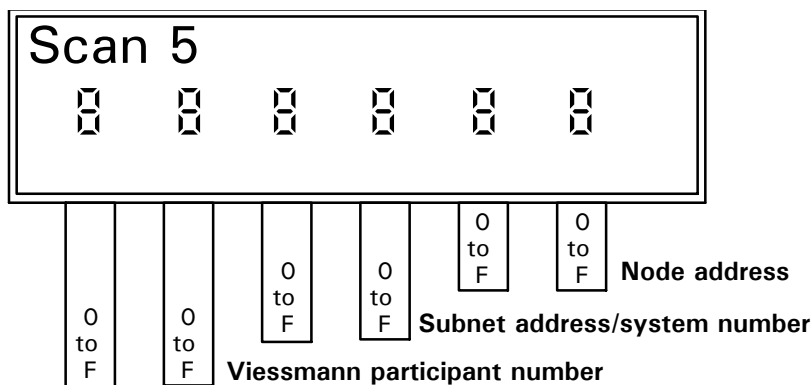 Scan 5
8 8 8 8 8 8
0 to F
0 to F
0 to F
0 to F
0 to F
0 to F
Node address
Subnet address/system number
Viessmann participant number